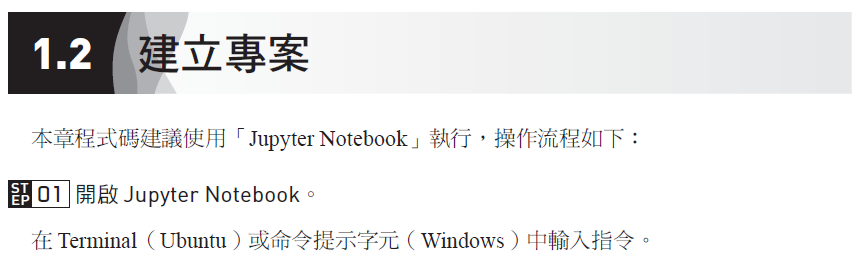 1.2 建立專案
本章程式碼建議使用「Jupyter Notebook」執行，操作流程如下：
STEP 01 開啟 Jupyter Notebook。
在 Terminal（Ubuntu）或命令提示字元（Windows）中輸入指令。